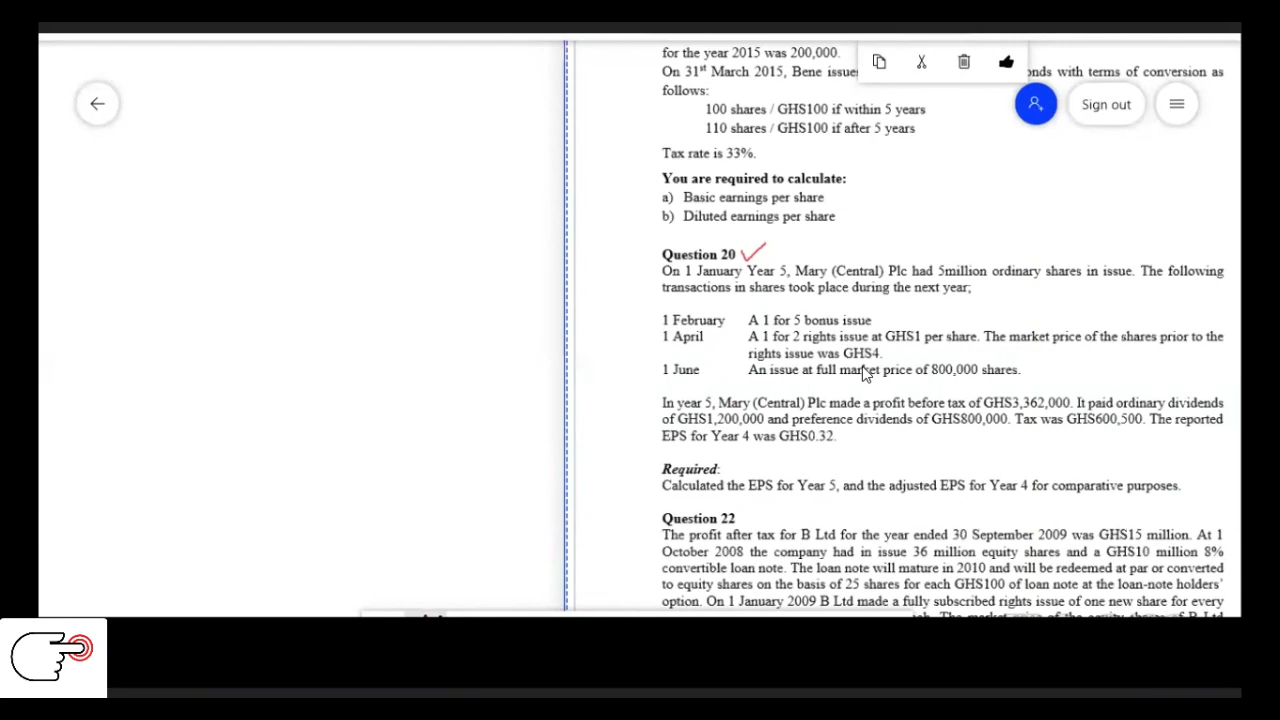 for the year 2015 was 200,000.
On 31st March 2015, Bene issue onds with terms of conversion as
follows:
100 shares / GHS100 if within 5 years
110 shares / GHS100 if after 5 years
Sign out
Tax rate is 33%.
You are required to calculate:
a) Basic earnings per share
b) Diluted earnings per share
Question 20
On 1 January Year 5, Mary (Central) Plc had 5million ordinary shares in issue. The following
transactions in shares took place during the next year;
1 February A 1 for 5 bonus issue
1 April A 1 for 2 rights issue at GHS1 per share. The market price of the shares prior to the
rights issue was GHS4.
1 June An issue at full market price of 800,000 shares.
In year 5, Mary (Central) Plc made a profit before tax of GHS3,362,000. It paid ordinary dividends
of GHS1,200,000 and preference dividends of GHS800,000. Tax was GHS600,500. The reported
EPS for Year 4 was GHS0.32.
Required:
Calculated the EPS for Year 5, and the adjusted EPS for Year 4 for comparative purposes.
Question 22
The profit after tax for B Ltd for the year ended 30 September 2009 was GHS15 million. At 1
October 2008 the company had in issue 36 million equity shares and a GHS10 million 8%
convertible loan note. The loan note will mature in 2010 and will be redeemed at par or converted
to equity shares on the basis of 25 shares for each GHS100 of loan note at the loan-note holders'
option. On 1 January 2009 B Ltd made a fully subscribed rights issue of one new share for every